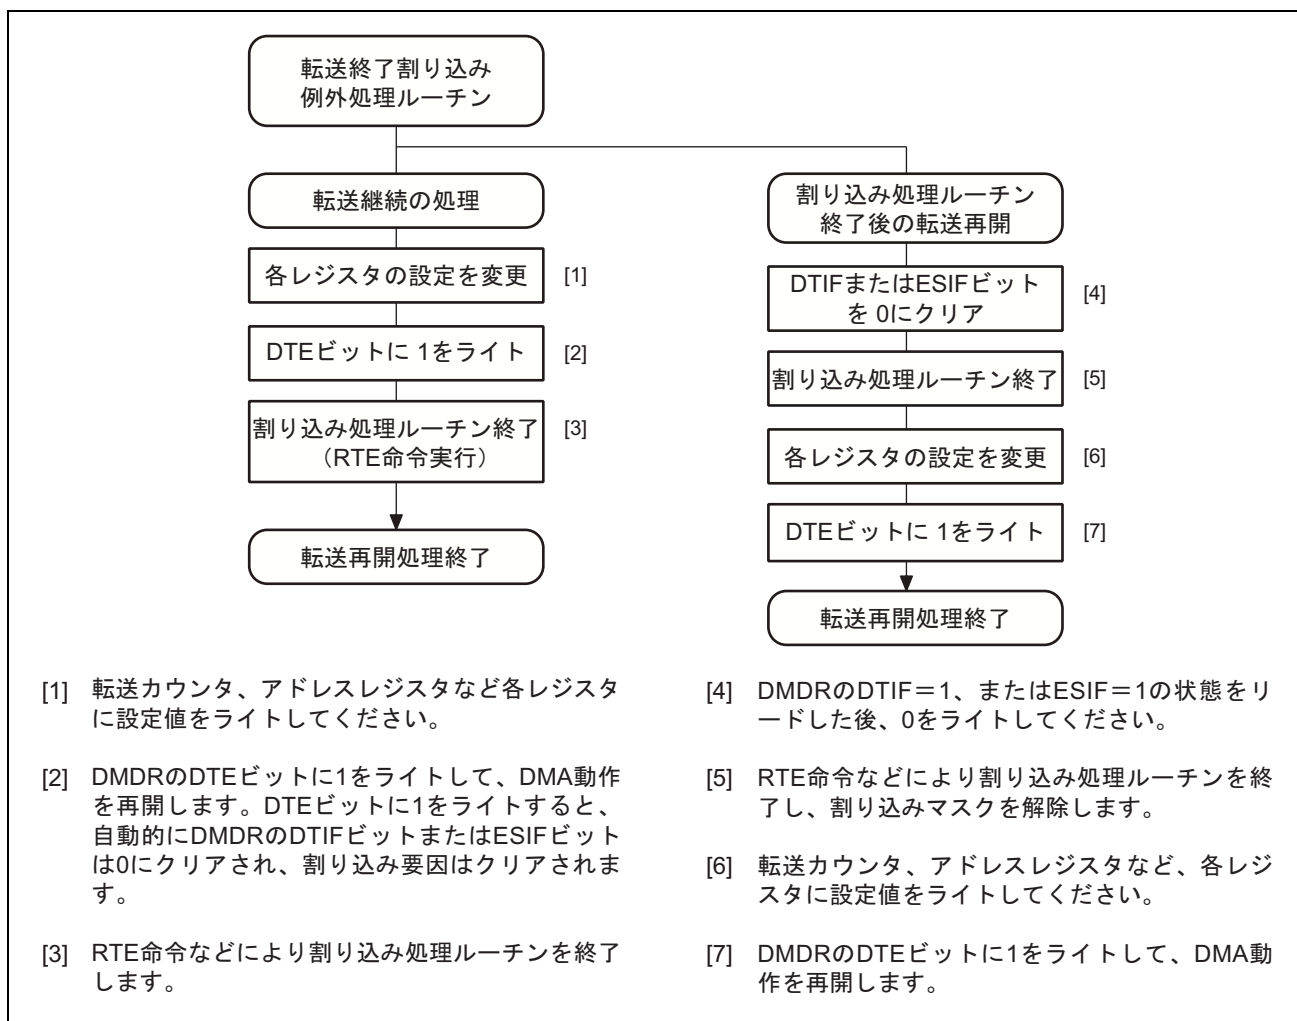 転送終了割り込み
例外処理ルーチン
転送継続の処理
各レジスタの設定を変更 [1]
DTEビットに 1をライト [2]
割り込み処理ルーチン終了 [3]
（RTE命令実行）
転送再開処理終了
割り込み処理ルーチン
終了後の転送再開
DTIFまたはESIFビット
を 0にクリア [4]
割り込み処理ルーチン終了 [5]
各レジスタの設定を変更 [6]
DTEビットに 1をライト [7]
転送再開処理終了
[1] 転送カウンタ、アドレスレジスタなど各レジスタ
に設定値をライトしてください。
[2] DMDRのDTEビットに1をライトして、DMA動作
を再開します。DTEビットに1をライトすると、
自動的にDMDRのDTIFビットまたはESIFビット
は0にクリアされ、割り込み要因はクリアされま
す。
[3] RTE命令などにより割り込み処理ルーチンを終了
します。
[4] DMDRのDTIF＝1、またはESIF＝1の状態をリ
ードした後、0をライトしてください。
[5] RTE命令などにより割り込み処理ルーチンを終
了し、割り込みマスクを解除します。
[6] 転送カウンタ、アドレスレジスタなど、各レジ
スタに設定値をライトしてください。
[7] DMDRのDTEビットに1をライトして、DMA動
作を再開します。